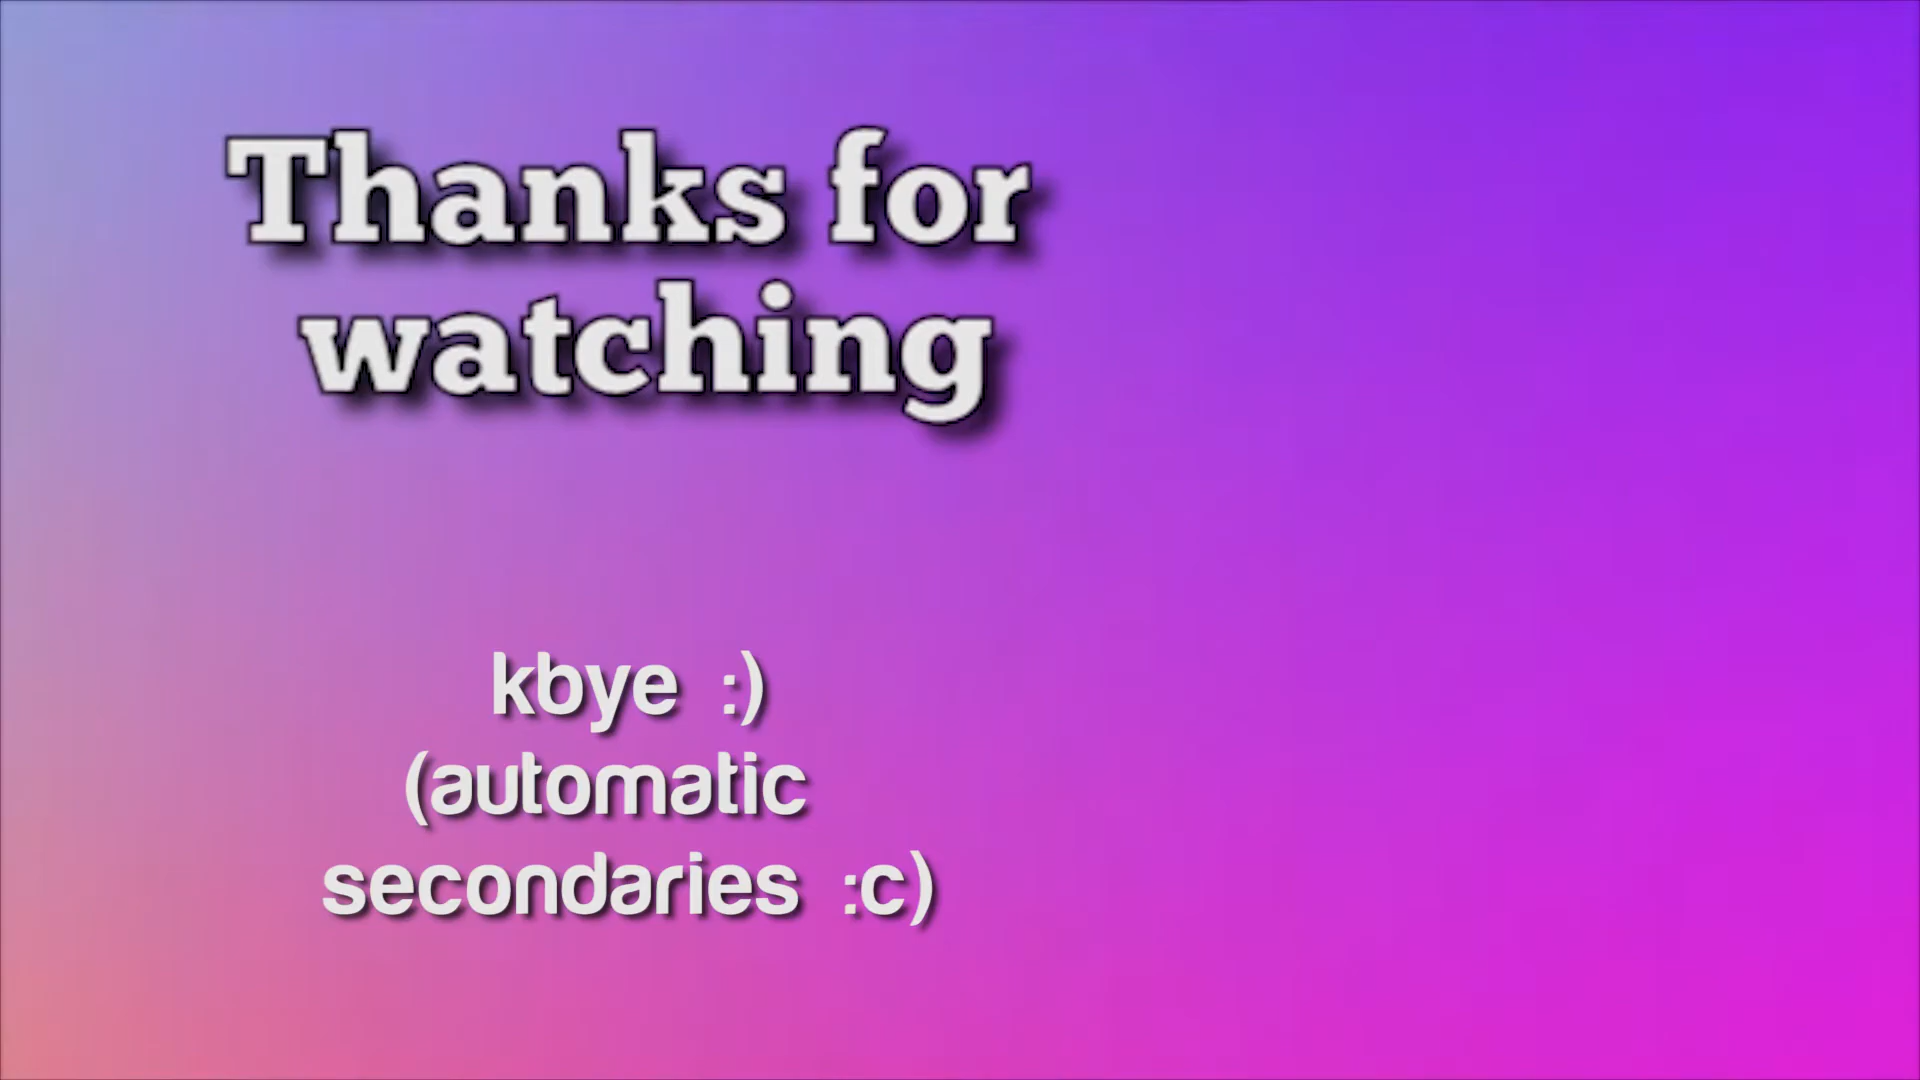 Thanks for
watching
kbye :)
(automatic
secondaries :c)